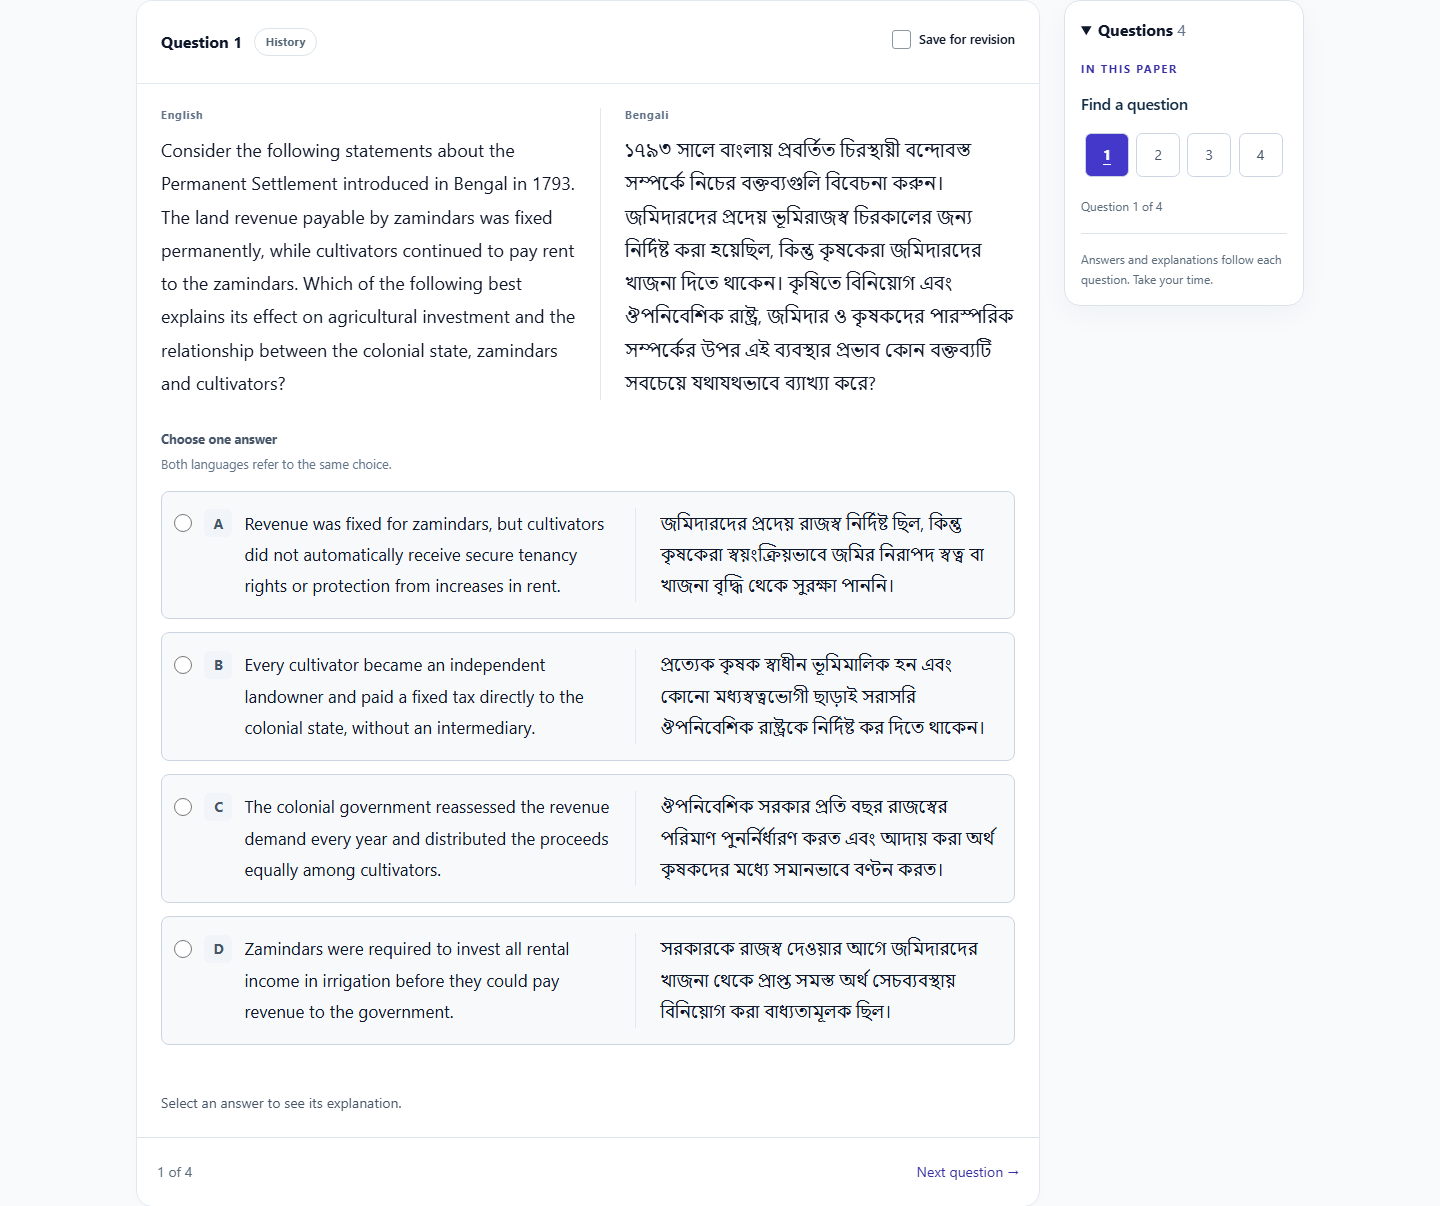 Question 1
History
Save for revision
English
Consider the following statements about the
Permanent Settlement introduced in Bengal in 1793.
The land revenue payable by zamindars was fixed
permanently, while cultivators continued to pay rent
to the zamindars. Which of the following best
explains its effect on agricultural investment and the
relationship between the colonial state, zamindars
and cultivators?
Bengali
১৭৯৩ সালে বাংলায় প্রবর্তিত চিরস্থায়ী বন্দোবস্ত
সম্পর্কে নিচের বক্তব্যগুলি বিবেচনা করুন।
জমিদারদের প্রদেয় ভূমিরাজস্ব চিরকালের জন্য
নির্দিষ্ট করা হয়েছিল, কিন্তু কৃষকেরা জমিদারদের
খাজনা দিতে থাকেন। কৃষিতে বিনিয়োগ এবং
ঔপনিবেশিক রাষ্ট্র, জমিদার ও কৃষকদের পারস্পরিক
সম্পর্কের উপর এই ব্যবস্থার প্রভাব কোন বক্তব্যটি
সবচেয়ে যথাযথভাবে ব্যাখ্যা করে?
Choose one answer
Both languages refer to the same choice.
A
Revenue was fixed for zamindars, but cultivators
did not automatically receive secure tenancy
rights or protection from increases in rent.
জমিদারদের প্রদেয় রাজস্ব নির্দিষ্ট ছিল, কিন্তু
কৃষকেরা স্বয়ংক্রিয়ভাবে জমির নিরাপদ স্বত্ব বা
খাজনা বৃদ্ধি থেকে সুরক্ষা পাননি।
B
Every cultivator became an independent
landowner and paid a fixed tax directly to the
colonial state, without an intermediary.
প্রত্যেক কৃষক স্বাধীন ভূমিমালিক হন এবং
কোনো মধ্যস্বত্বভোগী ছাড়াই সরাসরি
ঔপনিবেশিক রাষ্ট্রকে নির্দিষ্ট কর দিতে থাকেন।
C
The colonial government reassessed the revenue
demand every year and distributed the proceeds
equally among cultivators.
ঔপনিবেশিক সরকার প্রতি বছর রাজস্বের
পরিমাণ পুনর্নির্ধারণ করত এবং আদায় করা অর্থ
কৃষকদের মধ্যে সমানভাবে বণ্টন করত।
D
Zamindars were required to invest all rental
income in irrigation before they could pay
revenue to the government.
সরকারকে রাজস্ব দেওয়ার আগে জমিদারদের
খাজনা থেকে প্রাপ্ত সমস্ত অর্থ সেচব্যবস্থায়
বিনিয়োগ করা বাধ্যতামূলক ছিল।
Select an answer to see its explanation.
1 of 4
Next question →
▼ Questions 4
IN THIS PAPER
Find a question
1 2 3 4
Question 1 of 4
Answers and explanations follow each
question. Take your time.